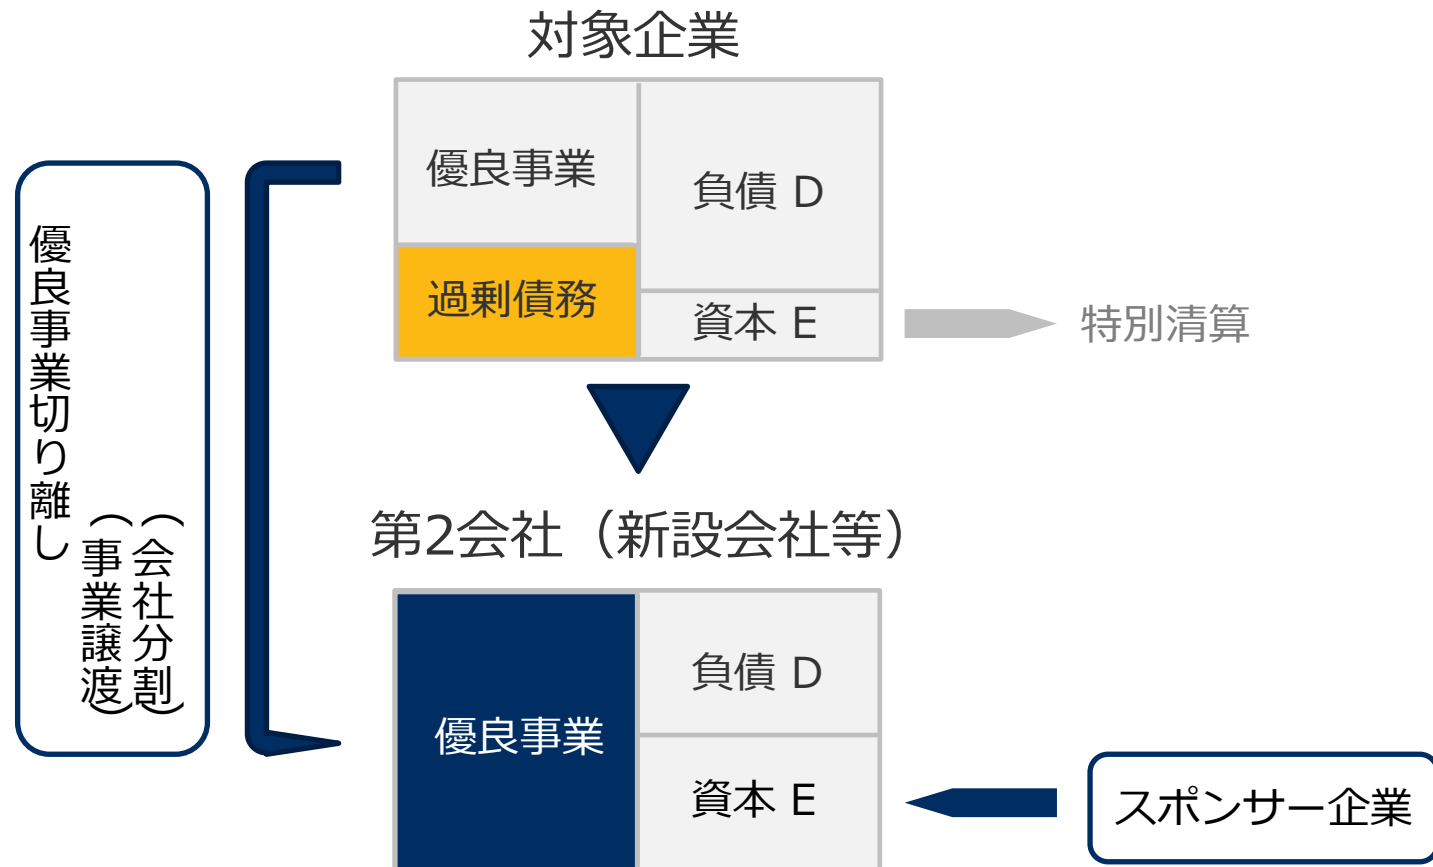 対象企業
優良事業
負債 D
過剰債務
資本 E
特別清算
優良事業切り離し
（会社分割）
（事業譲渡）
第2会社（新設会社等）
優良事業
負債 D
資本 E
スポンサー企業